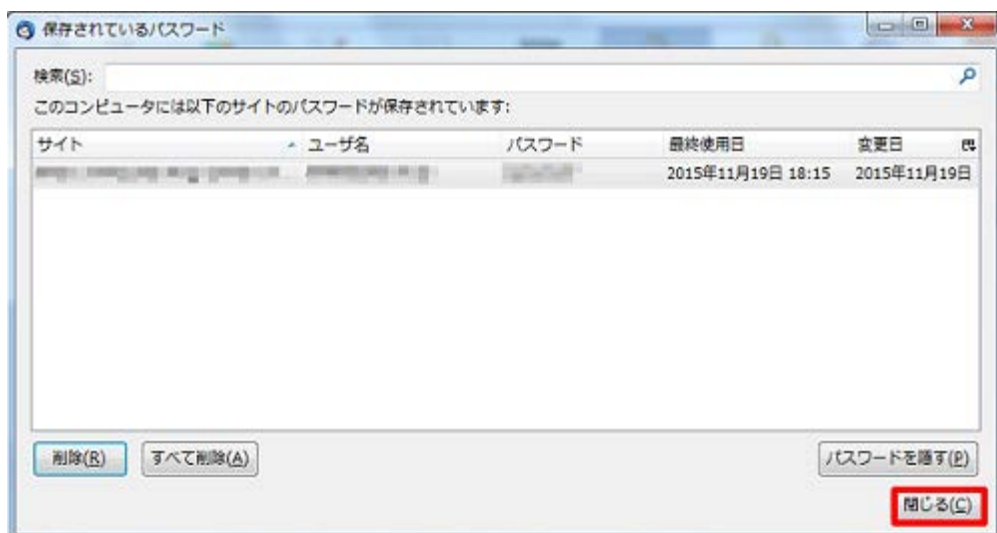 保存されているパスワード
検索(S):
このコンピュータには以下のサイトのパスワードが保存されています:
サイト ユーザ名 パスワード 最終使用日 変更日
2015年11月19日 18:15 2015年11月19日
削除(R) すべて削除(A) パスワードを隠す(P)
閉じる(C)